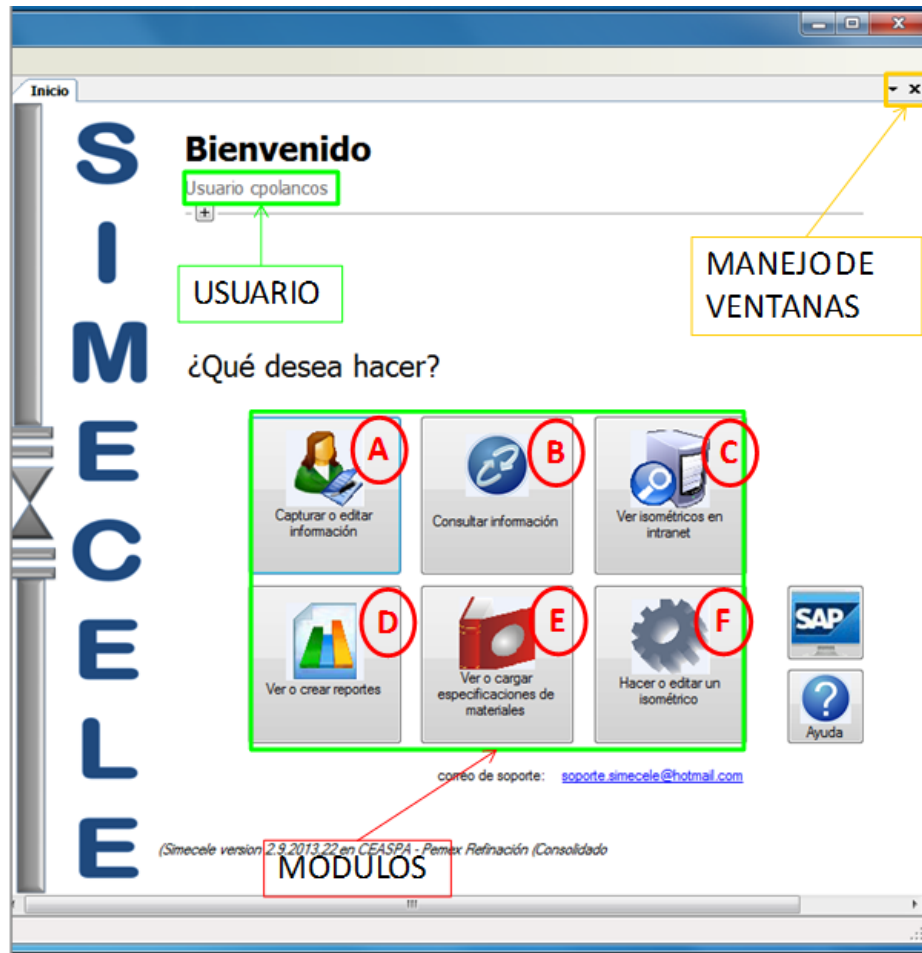 Inicio
SIMECELE
Bienvenido
Usuario cpolancos
USUARIO
MANEJO DE
VENTANAS
¿Qué desea hacer?
A
Capturar o editar
información
B
Consultar información
C
Ver isométricos en
intranet
D
Ver o crear reportes
E
Ver o cargar
especificaciones de
materiales
F
Hacer o editar un
isométrico
SAP
Ayuda
correo de soporte: soporte.simecele@hotmail.com
(Simecele version 2.9.2013.22 en CEASPA - Pemex Refinación (Consolidado
MODULOS